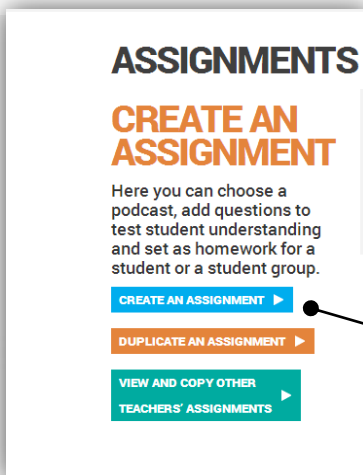 ASSIGNMENTS
CREATE AN
ASSIGNMENT
Here you can choose a
podcast, add questions to
test student understanding
and set as homework for a
student or a student group.
CREATE AN ASSIGNMENT
DUPLICATE AN ASSIGNMENT
VIEW AND COPY OTHER
TEACHERS' ASSIGNMENTS